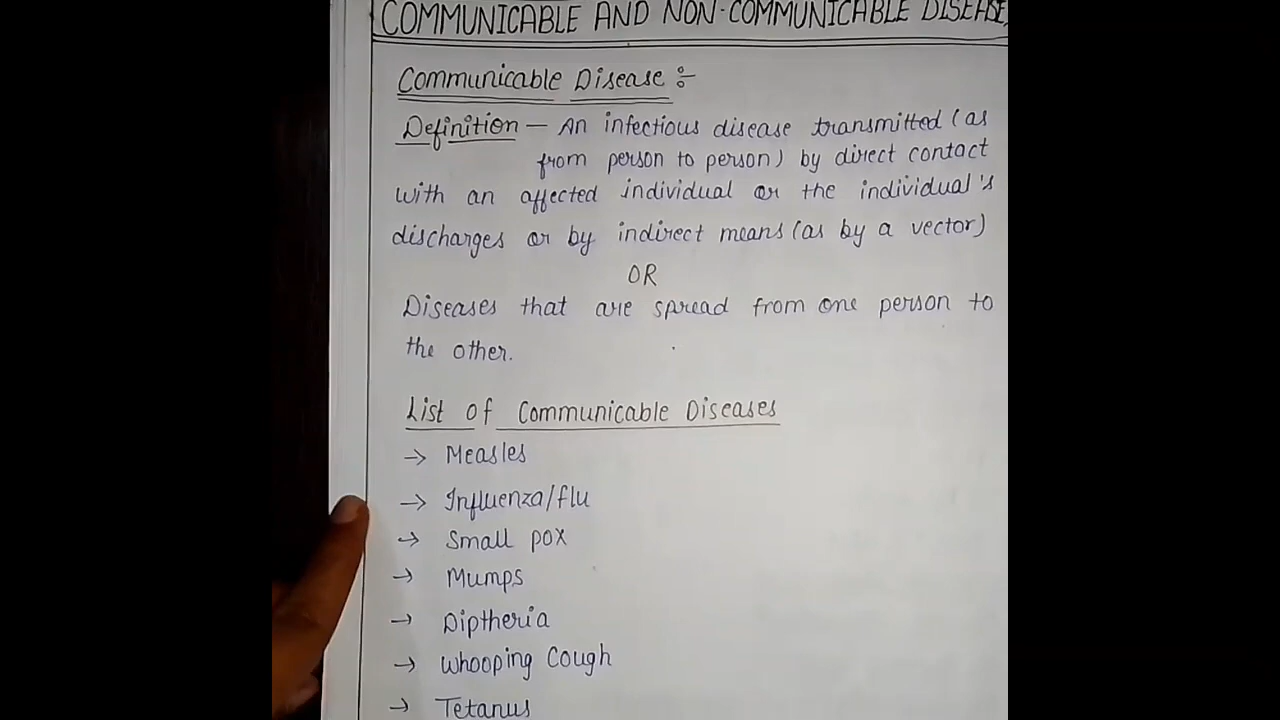 COMMUNICABLE AND NON-COMMUNICABLE DISEASE
Communicable Disease :-
Definition — An infectious disease transmitted (as
from person to person) by direct contact
with an affected individual or the individual's
discharges or by indirect means (as by a vector)
OR
Diseases that are spread from one person to
the other.
List of Communicable Diseases
→ Measles
→ Influenza/flu
→ Small pox
→ Mumps
→ Diptheria
→ Whooping Cough
→ Tetanus